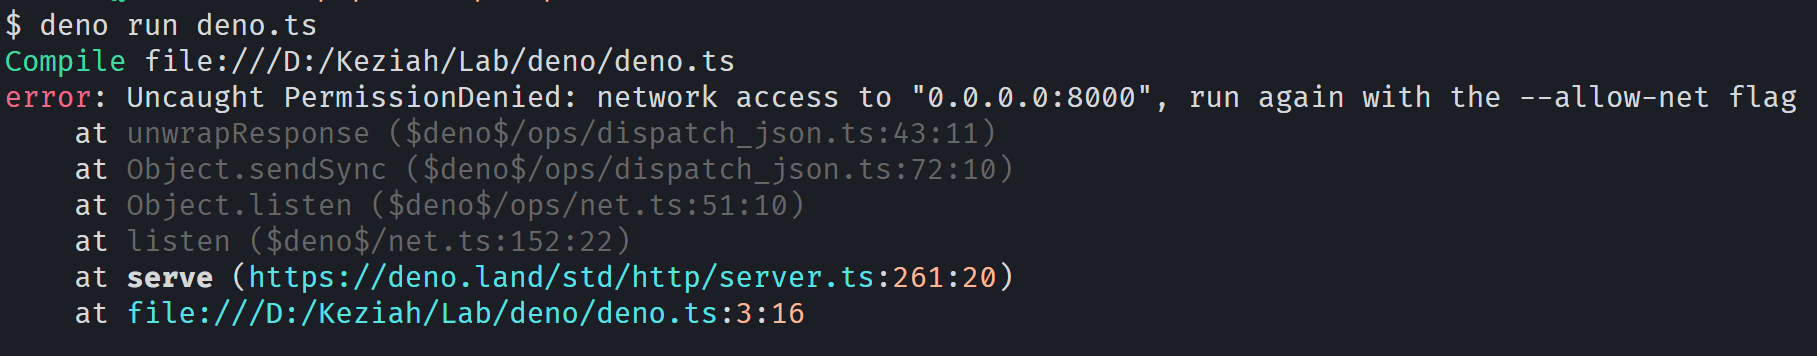 $ deno run deno.ts
Compile file:///D:/Keziah/Lab/deno/deno.ts
error: Uncaught PermissionDenied: network access to "0.0.0.0:8000", run again with the --allow-net flag
    at unwrapResponse ($deno$/ops/dispatch_json.ts:43:11)
    at Object.sendSync ($deno$/ops/dispatch_json.ts:72:10)
    at Object.listen ($deno$/ops/net.ts:51:10)
    at listen ($deno$/net.ts:152:22)
    at serve (https://deno.land/std/http/server.ts:261:20)
    at file:///D:/Keziah/Lab/deno/deno.ts:3:16